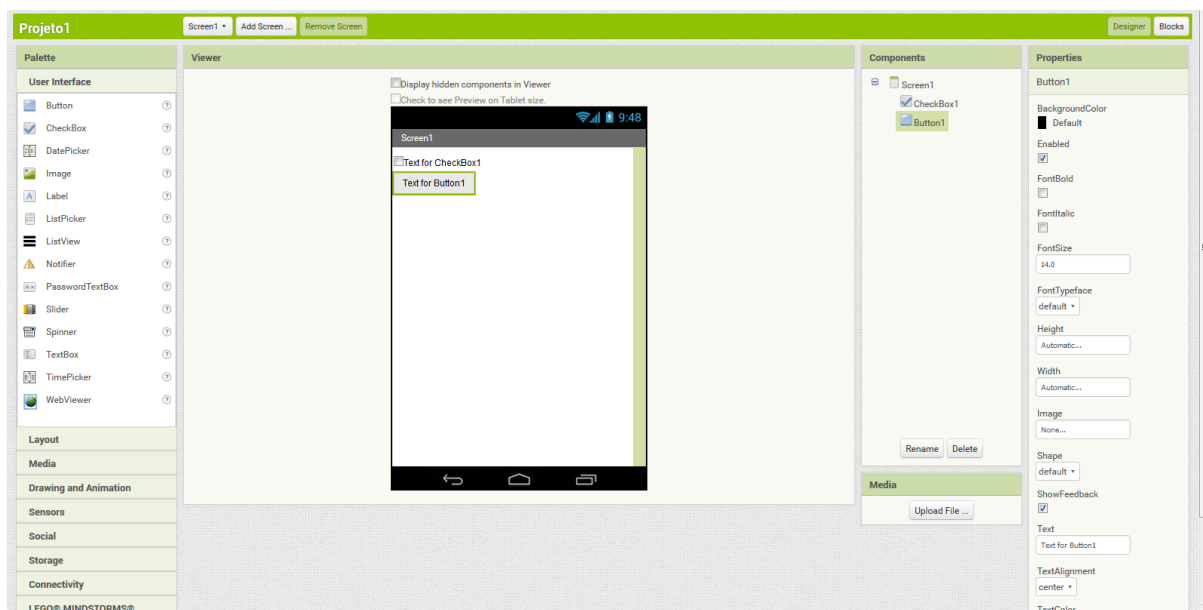 Projeto1
Screen1
Add Screen ...
Remove Screen
Designer
Blocks
Palette
User Interface
Button
CheckBox
DatePicker
Image
Label
ListPicker
ListView
Notifier
PasswordTextBox
Slider
Spinner
TextBox
TimePicker
WebViewer
Layout
Media
Drawing and Animation
Sensors
Social
Storage
Connectivity
LEGO® MINDSTORMS®
Viewer
Display hidden components in Viewer
Check to see Preview on Tablet size.
9:48
Screen1
Text for CheckBox1
Text for Button1
Components
Screen1
CheckBox1
Button1
Rename
Delete
Media
Upload File ...
Properties
Button1
BackgroundColor
Default
Enabled
FontBold
FontItalic
FontSize
14.0
FontTypeface
default
Height
Automatic...
Width
Automatic...
Image
None...
Shape
default
ShowFeedback
Text
Text for Button1
TextAlignment
center
TextColor